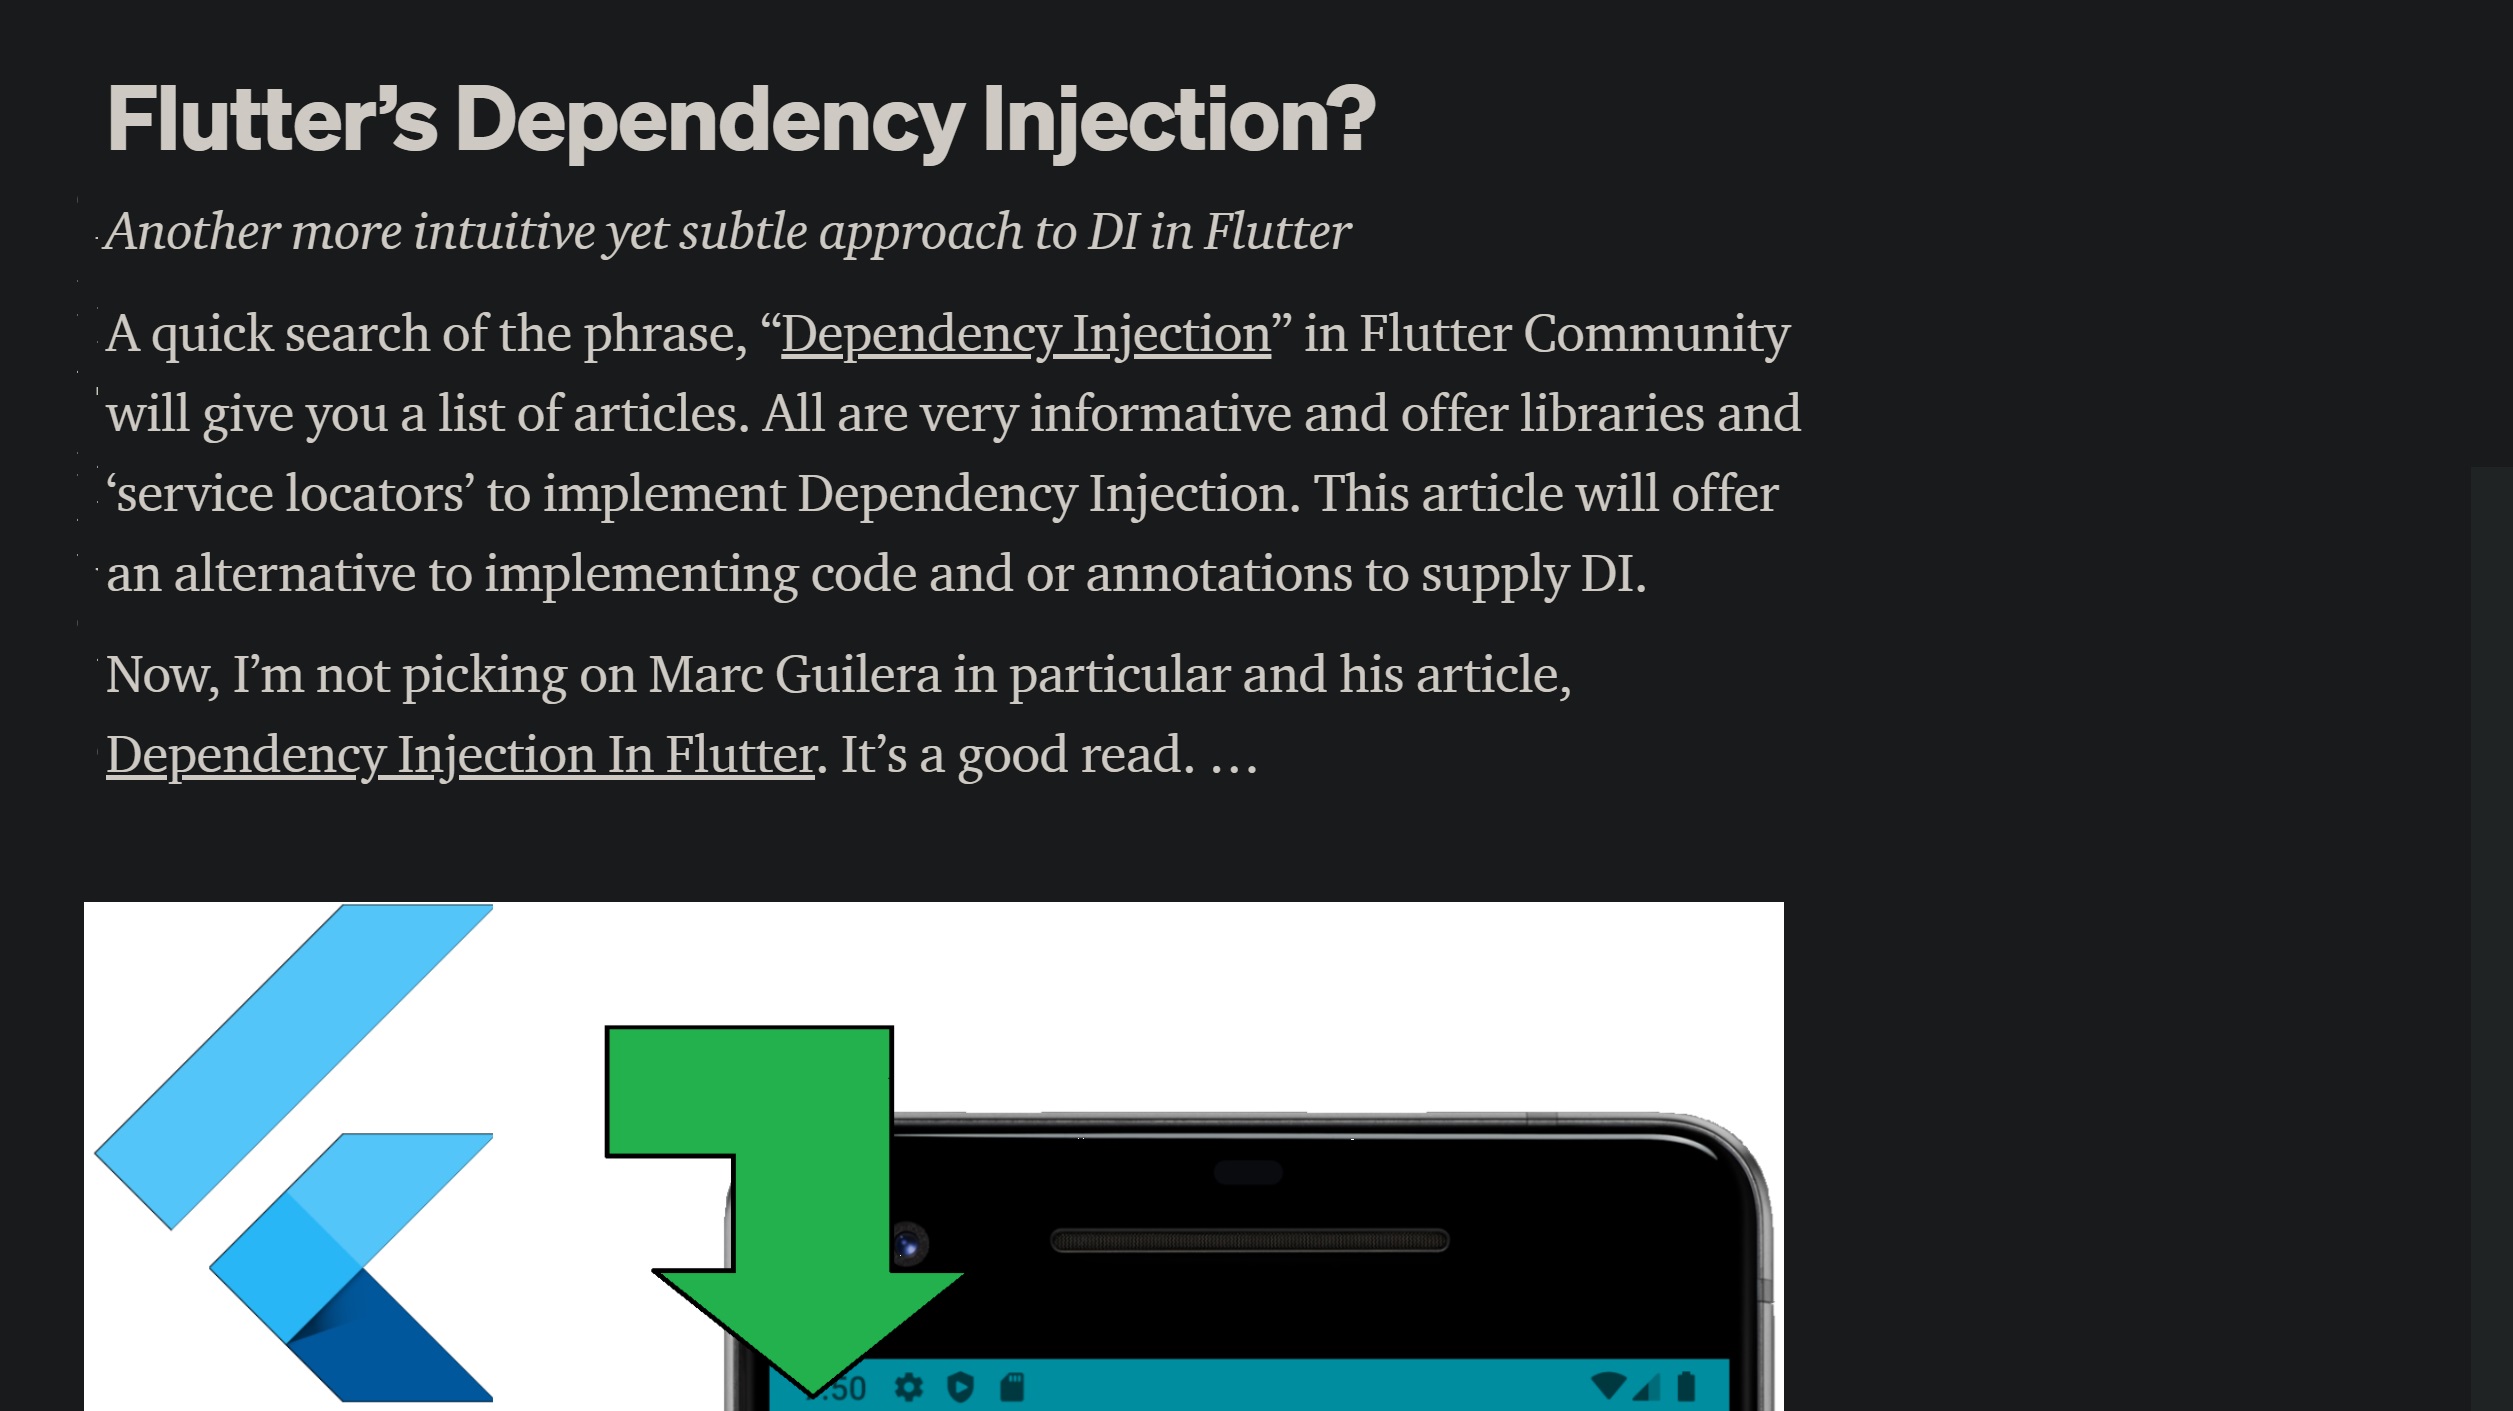 Flutter’s Dependency Injection?
Another more intuitive yet subtle approach to DI in Flutter
A quick search of the phrase, “Dependency Injection” in Flutter Community
will give you a list of articles. All are very informative and offer libraries and
‘service locators’ to implement Dependency Injection. This article will offer
an alternative to implementing code and or annotations to supply DI.
Now, I’m not picking on Marc Guilera in particular and his article,
Dependency Injection In Flutter. It’s a good read. …
:50